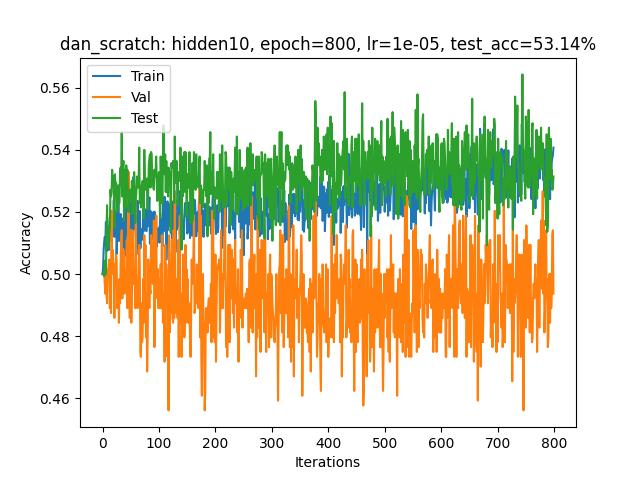 dan_scratch: hidden10, epoch=800, lr=1e-05, test_acc=53.14%
Train
Val
Test
0.56
0.54
0.52
0.50
0.48
0.46
Accuracy
0 100 200 300 400 500 600 700 800
Iterations